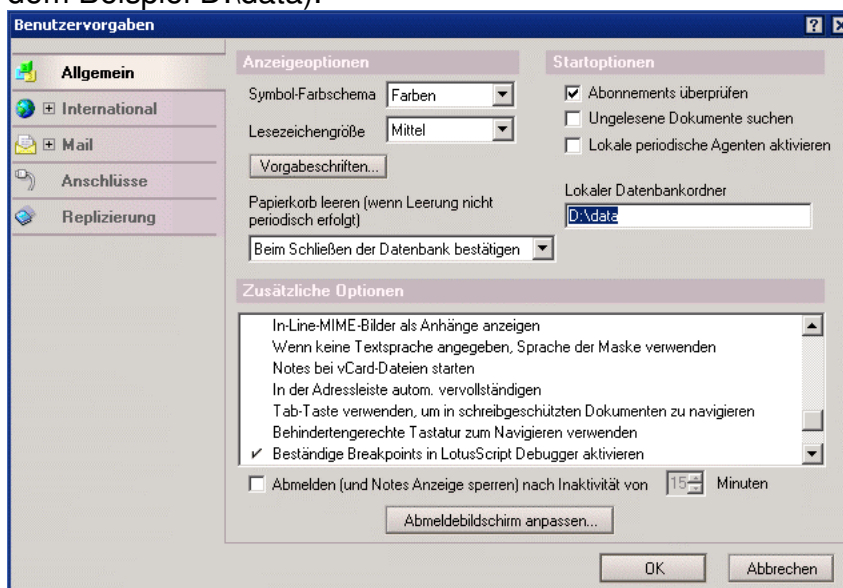 dem Beispiel D:\data).
Benutzervorgaben
Allgemein
International
Mail
Anschlüsse
Replizierung
Anzeigeoptionen
Symbol-Farbschema Farben
Lesezeichengröße Mittel
Vorgabeschriften...
Papierkorb leeren (wenn Leerung nicht
periodisch erfolgt)
Beim Schließen der Datenbank bestätigen
Startoptionen
Abonnements überprüfen
Ungelesene Dokumente suchen
Lokale periodische Agenten aktivieren
Lokaler Datenbankordner
D:\data
Zusätzliche Optionen
In-Line-MIME-Bilder als Anhänge anzeigen
Wenn keine Textsprache angegeben, Sprache der Maske verwenden
Notes bei vCard-Dateien starten
In der Adressleiste autom. vervollständigen
Tab-Taste verwenden, um in schreibgeschützten Dokumenten zu navigieren
Behindertengerechte Tastatur zum Navigieren verwenden
Beständige Breakpoints in LotusScript Debugger aktivieren
Abmelden (und Notes Anzeige sperren) nach Inaktivität von 15 Minuten
Abmeldebildschirm anpassen...
OK Abbrechen